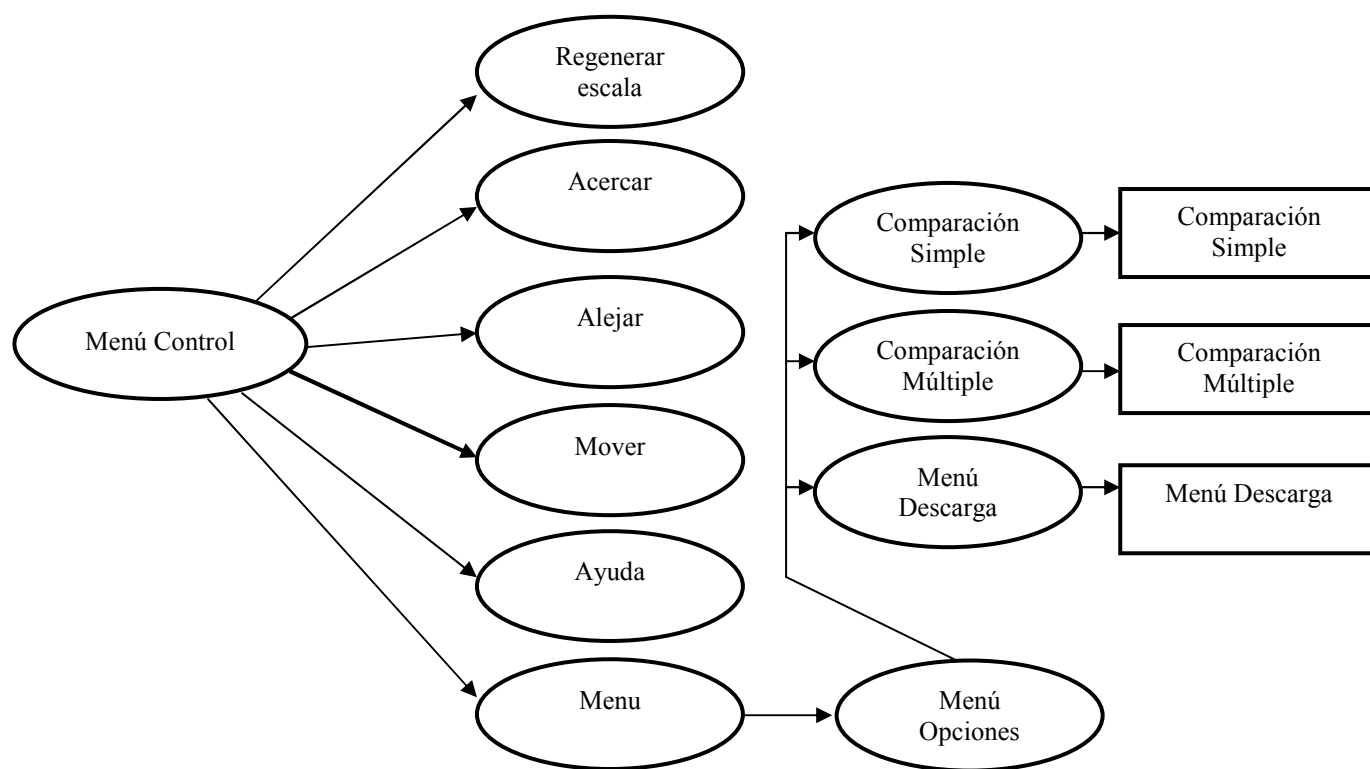 Regenerar
escala
Acercar
Comparación
Simple
Comparación
Simple
Menú Control
Alejar
Comparación
Múltiple
Comparación
Múltiple
Mover
Menú
Descarga
Menú Descarga
Ayuda
Menu
Menú
Opciones